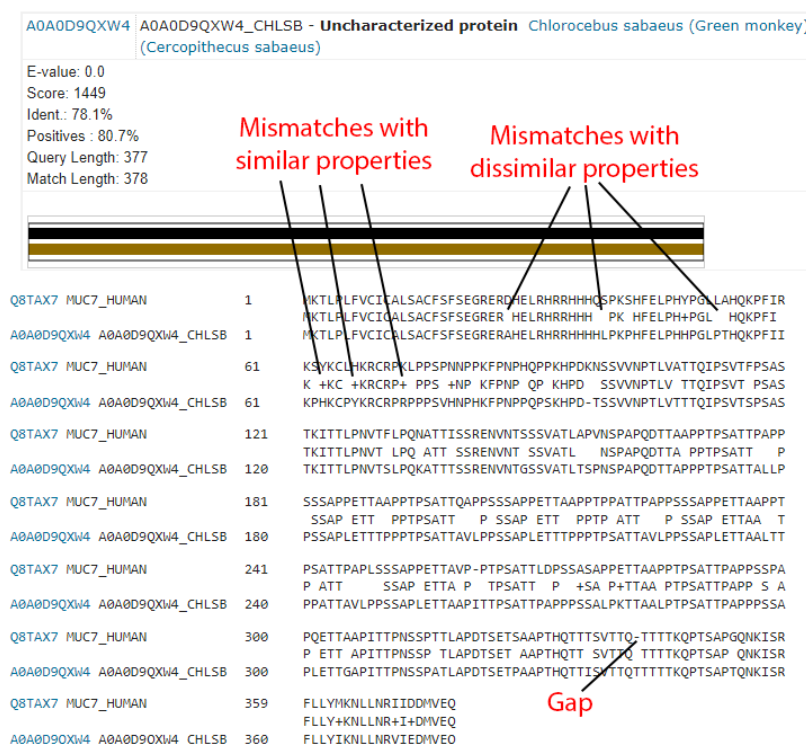 A0A0D9QXW4 A0A0D9QXW4_CHLSB - Uncharacterized protein Chlorocebus sabaeus (Green monkey)
(Cercopithecus sabaeus)
E-value: 0.0
Score: 1449
Ident.: 78.1%
Positives : 80.7%
Query Length: 377
Match Length: 378
Mismatches with
similar properties
Mismatches with
dissimilar properties
Q8TAX7 MUC7_HUMAN 1 MKTLPLFVCICALSACFSFSEGRERDHELRHRRHHHQSPKSHFELPHYPGLLAHQKPFIR
MKTLPLFVCICALSACFSFSEGRER HELRHRRHHH PK HFELPH+PGL HQKPFI
A0A0D9QXW4 A0A0D9QXW4_CHLSB 1 MKTLPLFVCICALSACFSFSEGRERAHELRHRRHHHHLPKPHFELPHHPGLPTHQKPFII
Q8TAX7 MUC7_HUMAN 61 KSYKCLHKRCRPKLPPSPNNPPKFPNPHQPPKHPDKNSSVVNPTLVATTQIPSVTFPSAS
K +KC +KRCRP+ PPS +NP KFPNP QP KHPD SSVVNPTLV TTQIPSVT PSAS
A0A0D9QXW4 A0A0D9QXW4_CHLSB 61 KPHKCPYKRCRPRPPPSVHNPHKFPNPPQPSKHPD-TSSVVNPTLVTTTQIPSVTSPSAS
Q8TAX7 MUC7_HUMAN 121 TKITTLPNVTFLPQNATTISSRENVNTSSSVATLAPVNSPAPQDTTAAPPTPSATTPAPP
TKITTLPNVT LPQ ATT SSRENVNT SSVATL NSPAPQDTTA PPTPSATT P
A0A0D9QXW4 A0A0D9QXW4_CHLSB 120 TKITTLPNVTSLPQKATTTSSRENVNTGSSVATLTSPNSPAPQDTTAPPPTPSATTALLP
Q8TAX7 MUC7_HUMAN 181 SSSAPPETTAAPPTPSATTQAPPSSSAPPETTAAPPTPPATTPAPPSSSAPPETTAAPPT
SSAP ETT PPTPSATT P SSAP ETT PPTP ATT P SSAP ETTAA T
A0A0D9QXW4 A0A0D9QXW4_CHLSB 180 PSSAPLETTTPPPTPSATTAVLPPSSAPLETTTPPPTPSATTAVLPPSSAPLETTAALTT
Q8TAX7 MUC7_HUMAN 241 PSATTPAPLSSSAPPETTAVP-PTPSATTLDPSSASAPPETTAAPPTPSATTPAPPSSPA
P ATT SSAP ETTA P TPSATT P +SA P+TTAA PTPSATTPAPP S A
A0A0D9QXW4 A0A0D9QXW4_CHLSB 240 PPATTAVLPPSSAPLETTAAPITTPSATTPAPPPSSALPKTTAALPTPSATTPAPPPSSA
Q8TAX7 MUC7_HUMAN 300 PQETTAAPITTPNSSPTTLAPDTSETSAAPTHQTTTSVTTQ-TTTTKQPTSAPGQNKISR
P ETT APITTPNSSP TLAPDTSET AAPTHQTT SVTTQ TTTTKQPTSAP QNKISR
A0A0D9QXW4 A0A0D9QXW4_CHLSB 300 PLETTGAPITTPNSSPATLAPDTSETPAAPTHQTTISVTTQTTTTTKQPTSAPTQNKISR
Gap
Q8TAX7 MUC7_HUMAN 359 FLLYMKNLLNRIIDDMVEQ
FLLY+KNLLNR+I+DMVEQ
A0A0D9QXW4 A0A0D9QXW4_CHLSB 360 FLLYIKNLLNRVIEDMVEQ